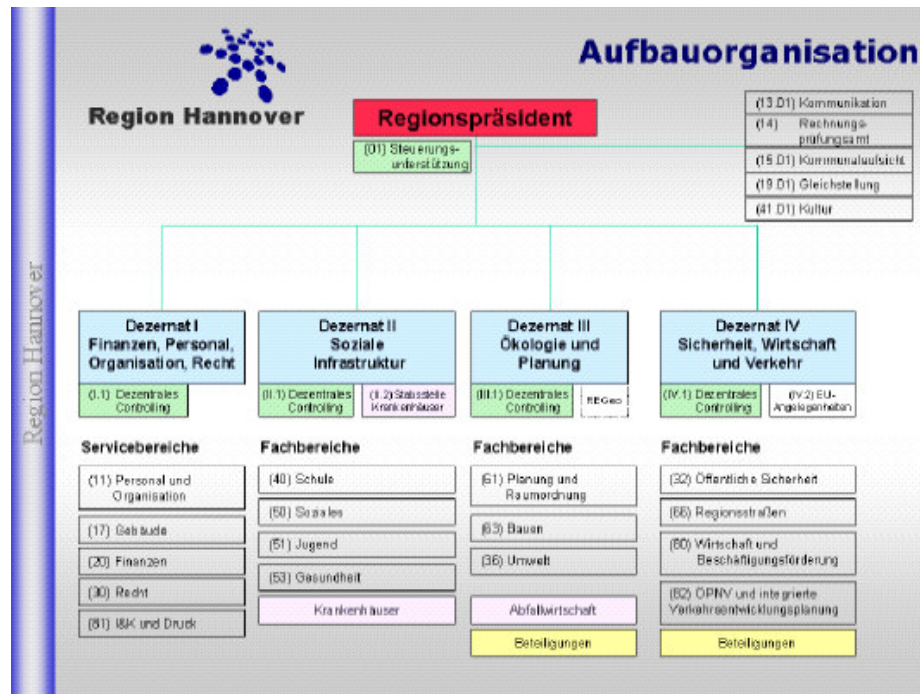 Aufbauorganisation
Region Hannover
Region Hannover
Regionspräsident
(01) Steuerungs-
unterstützung
(13.D1) Kommunikation
(14) Rechnungs-
prüfungsamt
(15.D1) Kommunalaufsicht
(19.D1) Gleichstellung
(41.D1) Kultur
Dezernat I
Finanzen, Personal,
Organisation, Recht
(I.1) Dezentrales
Controlling
Servicebereiche
(11) Personal und
Organisation
(17) Gebäude
(20) Finanzen
(30) Recht
(81) I&K und Druck
Dezernat II
Soziale
Infrastruktur
(II.1) Dezentrales
Controlling
(II.2) Stabsstelle
Krankenhäuser
Fachbereiche
(40) Schule
(50) Soziales
(51) Jugend
(53) Gesundheit
Krankenhäuser
Dezernat III
Ökologie und
Planung
(III.1) Dezentrales
Controlling
REGeo
Fachbereiche
(61) Planung und
Raumordnung
(63) Bauen
(36) Umwelt
Abfallwirtschaft
Beteiligungen
Dezernat IV
Sicherheit, Wirtschaft
und Verkehr
(IV.1) Dezentrales
Controlling
(IV.2) EU-
Angelegenheiten
Fachbereiche
(32) Öffentliche Sicherheit
(66) Regionsstraßen
(80) Wirtschaft und
Beschäftigungsförderung
(82) ÖPNV und integrierte
Verkehrsentwicklungsplanung
Beteiligungen